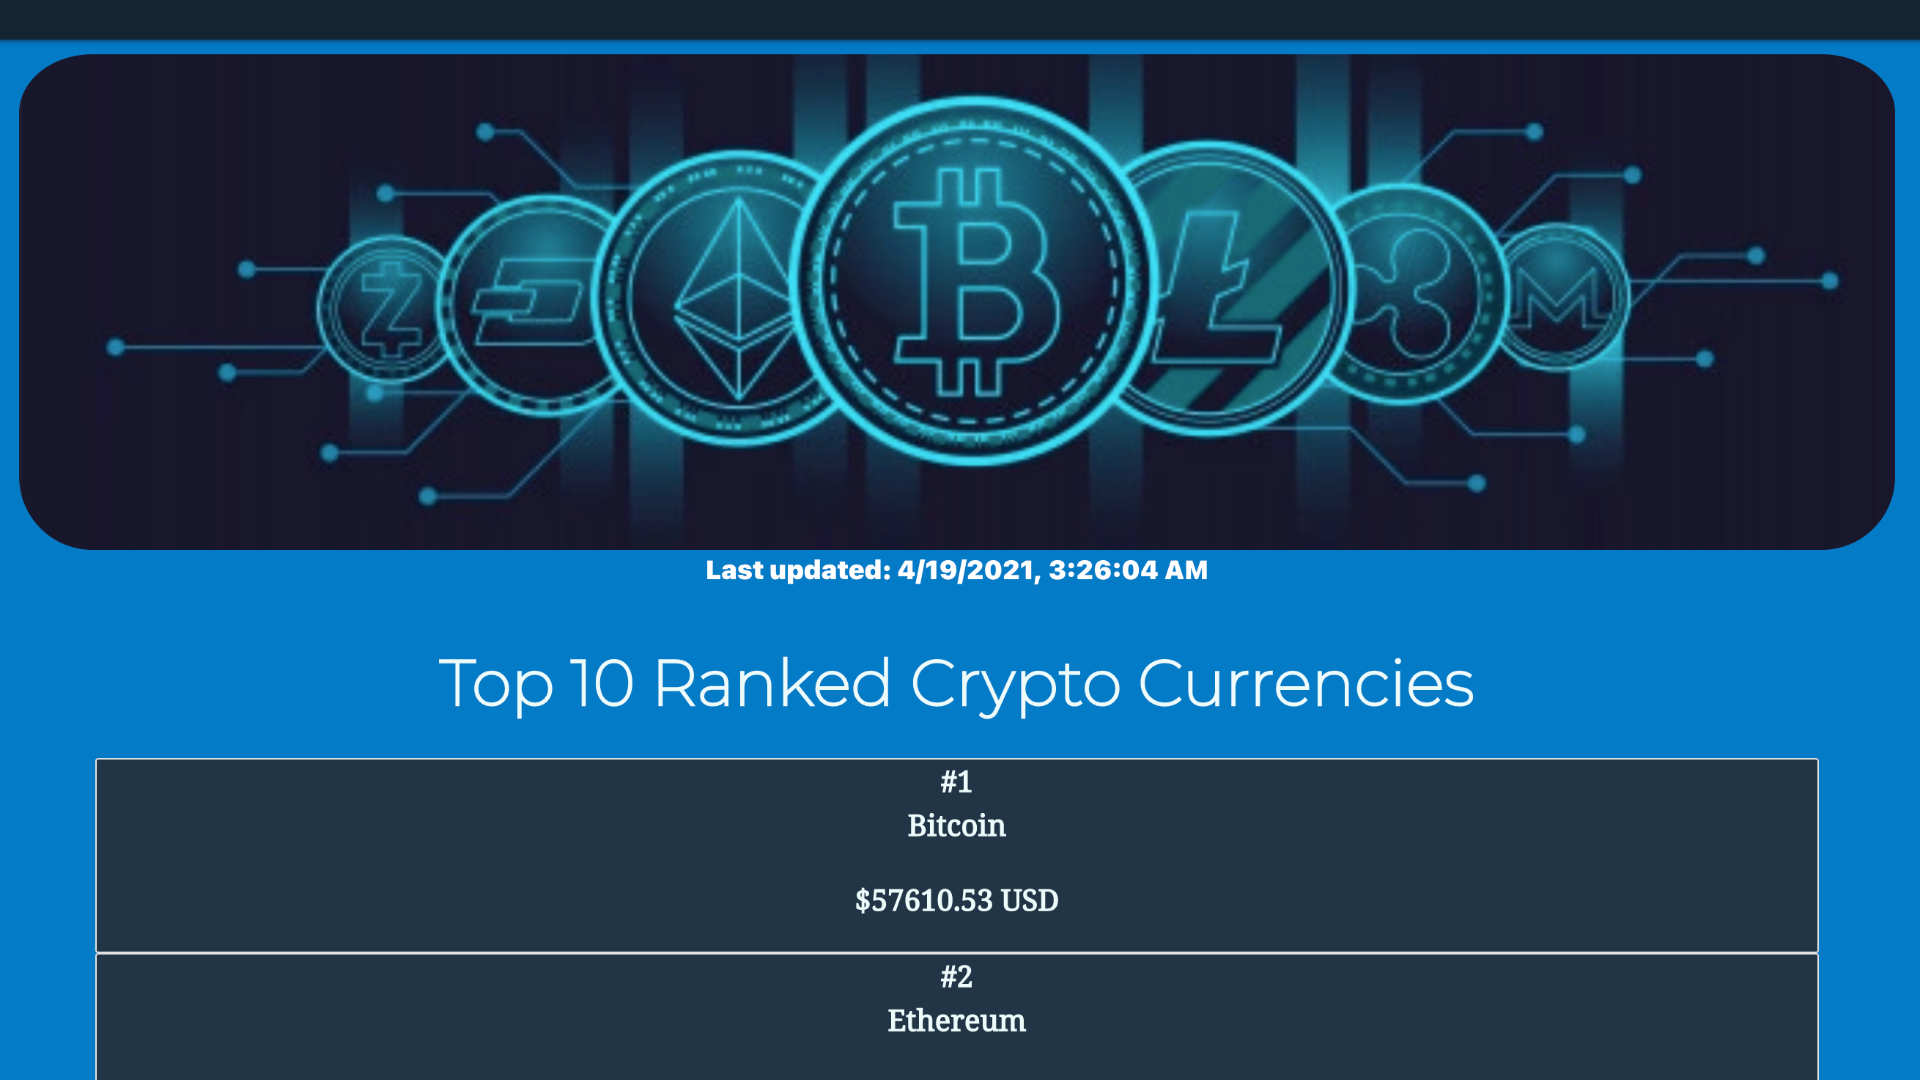 Last updated: 4/19/2021, 3:26:04 AM
Top 10 Ranked Crypto Currencies
#1
Bitcoin
$57610.53 USD
#2
Ethereum